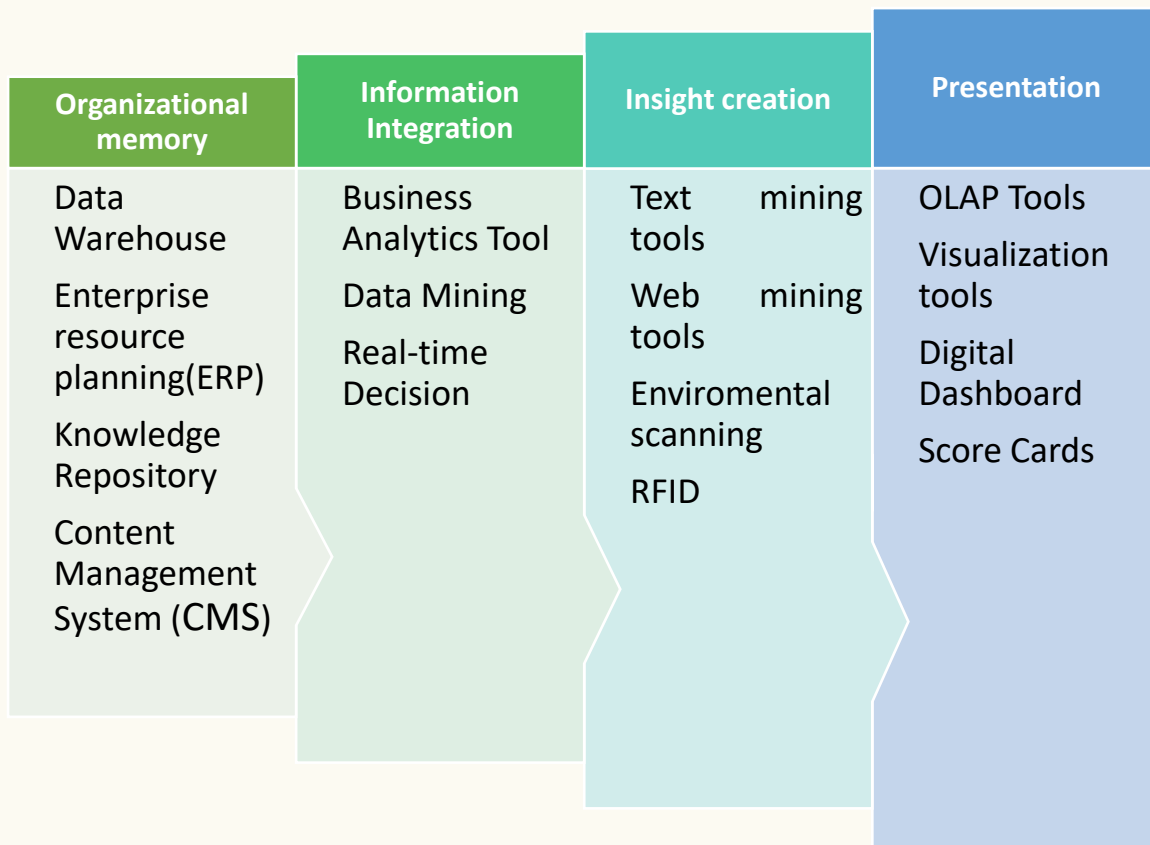 Organizational
memory
Data
Warehouse
Enterprise
resource
planning(ERP)
Knowledge
Repository
Content
Management
System (CMS)
Information
Integration
Business
Analytics Tool
Data Mining
Real-time
Decision
Insight creation
Text mining
tools
Web mining
tools
Enviromental
scanning
RFID
Presentation
OLAP Tools
Visualization
tools
Digital
Dashboard
Score Cards